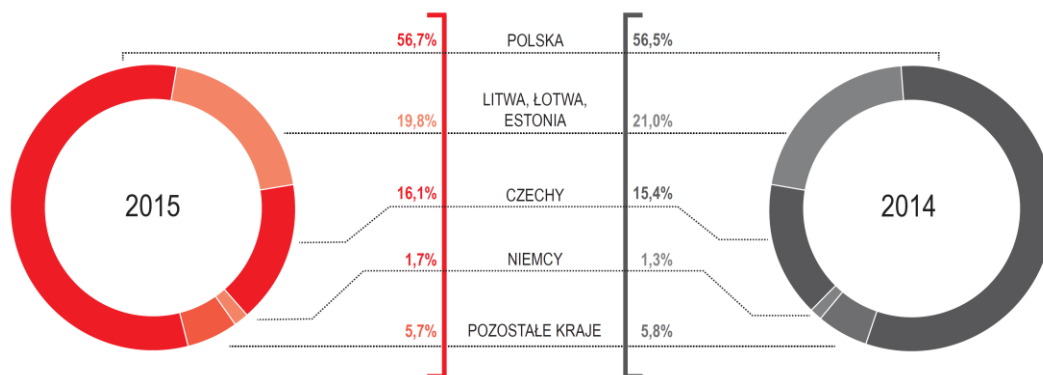 56,7% POLSKA 56,5%
LITWA, ŁOTWA,
19,8% ESTONIA 21,0%
2015
16,1% CZECHY 15,4%
2014
1,7% NIEMCY 1,3%
5,7% POZOSTAŁE KRAJE 5,8%